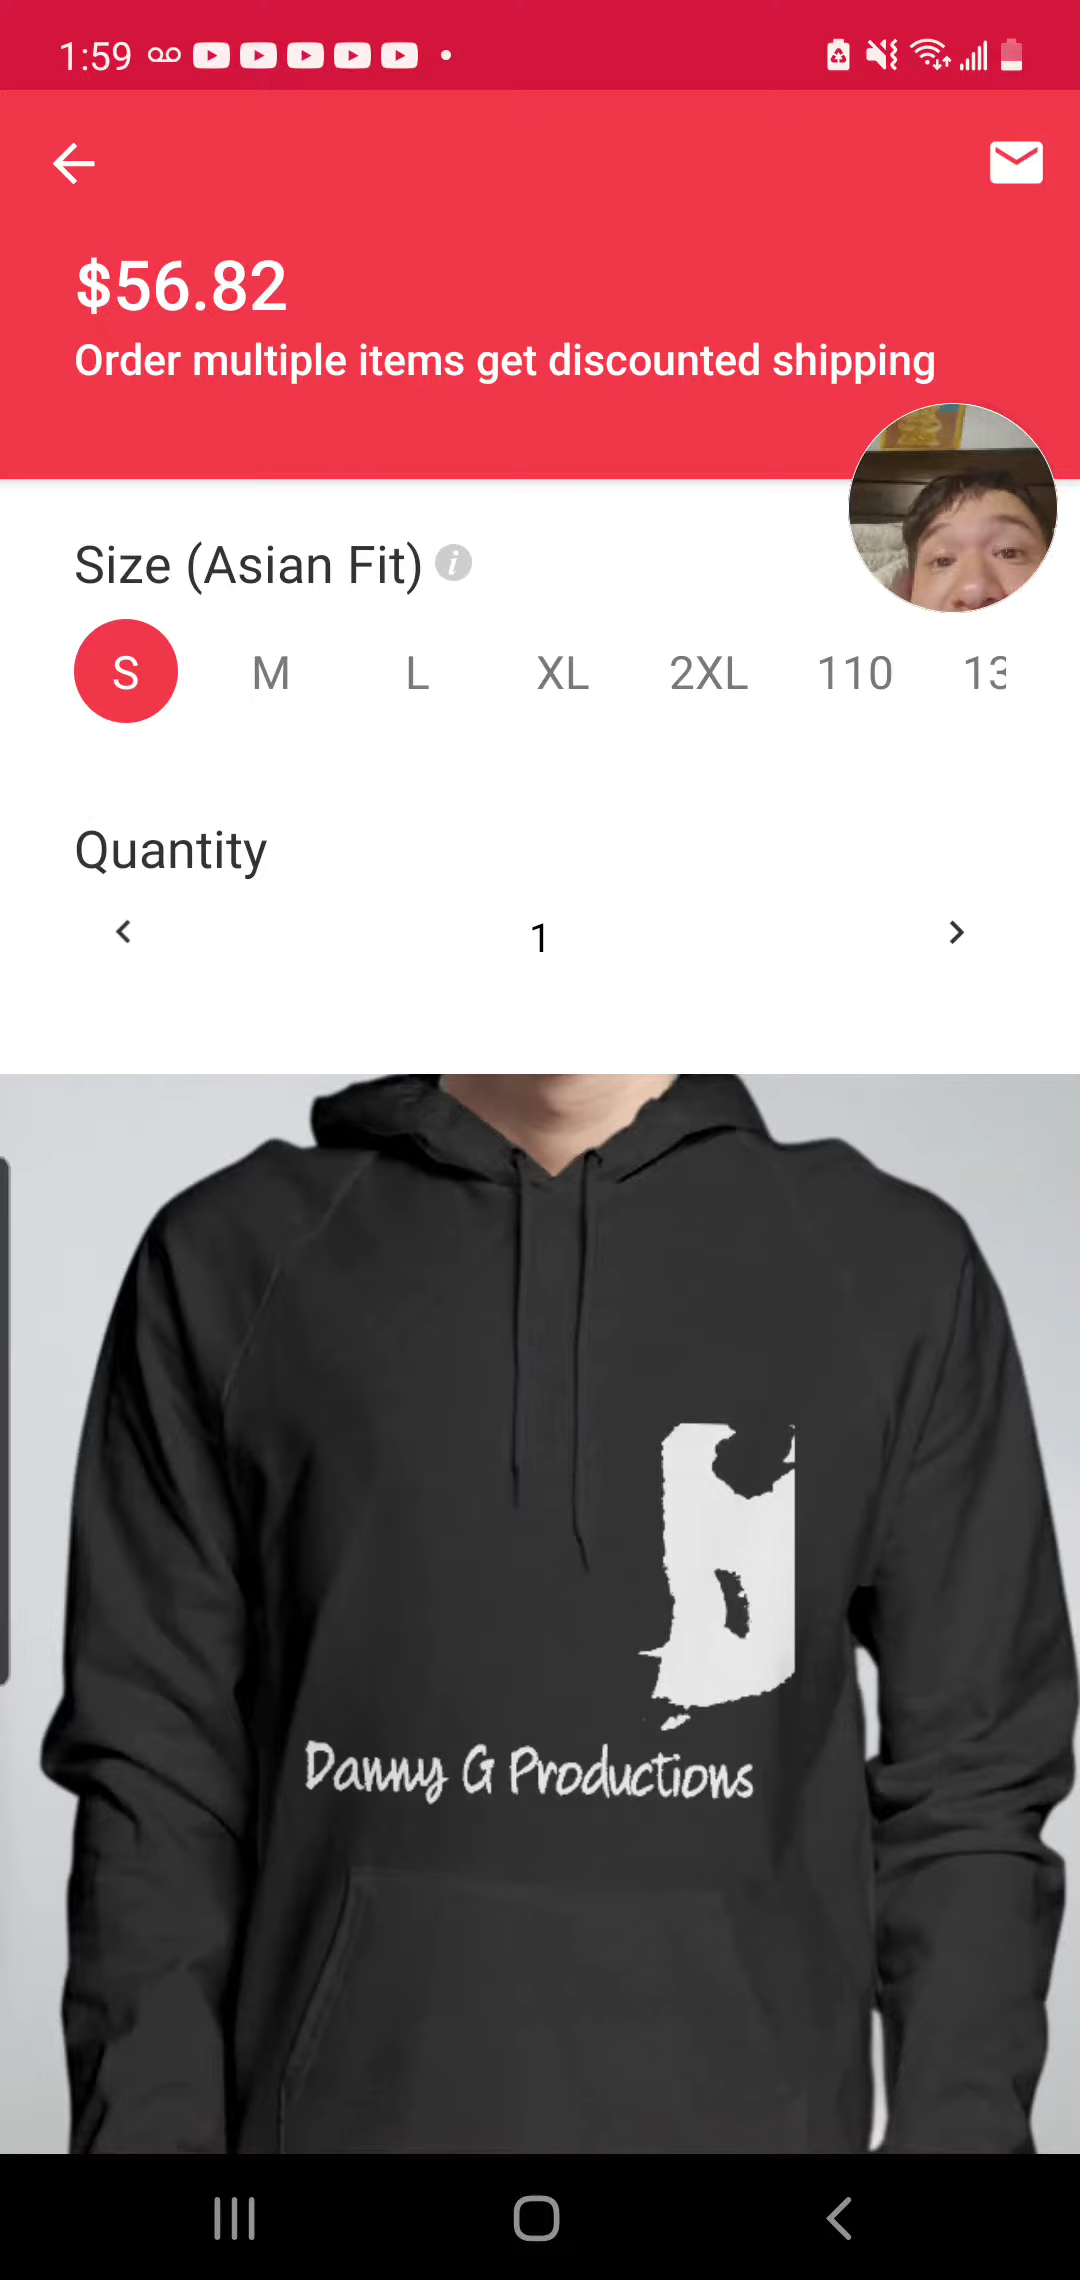 1:59
$56.82
Order multiple items get discounted shipping
Size (Asian Fit)
S M L XL 2XL 110 13
Quantity
1
Danny G Productions